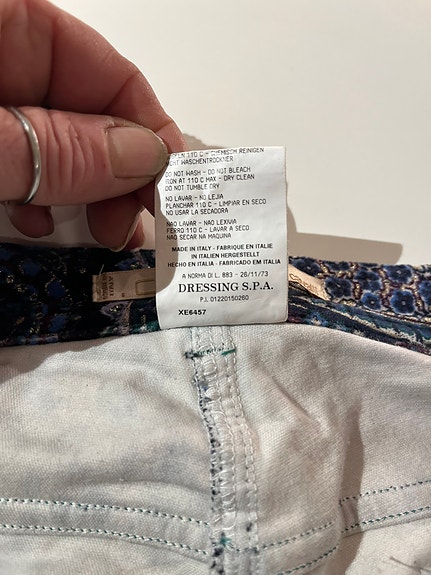 110 C - CHEMISCH REINIGEN
NICHT WASCHENTROCKNER
DO NOT WASH - DO NOT BLEACH
IRON AT 110 C MAX - DRY CLEAN
DO NOT TUMBLE DRY
NO LAVAR - NO LEJIA
PLANCHAR 110 C - LIMPIAR EN SECO
NO USAR LA SECADORA
NAO LAVAR - NAO LEXIVIA
FERRO 110 C - LAVAR A SECO
NAO SECAR NA MAQUINA
MADE IN ITALY - FABRIQUE EN ITALIE
IN ITALIEN HERGESTELLT
HECHO EN ITALIA - FABRICADO EM ITALIA
A NORMA DI L. 883 - 26/11/73
DRESSING S.P.A.
P.I. 01220150260
XE6457